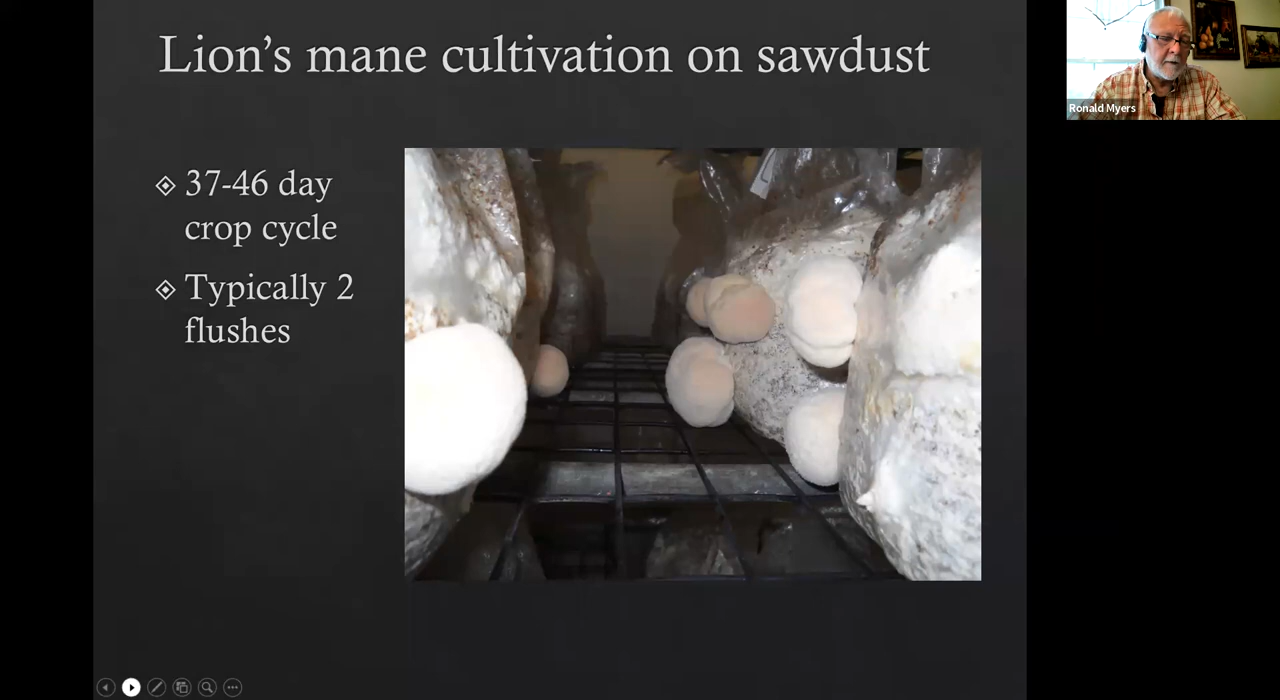 Lion's mane cultivation on sawdust
37-46 day
crop cycle
Typically 2
flushes
Ronald Myers